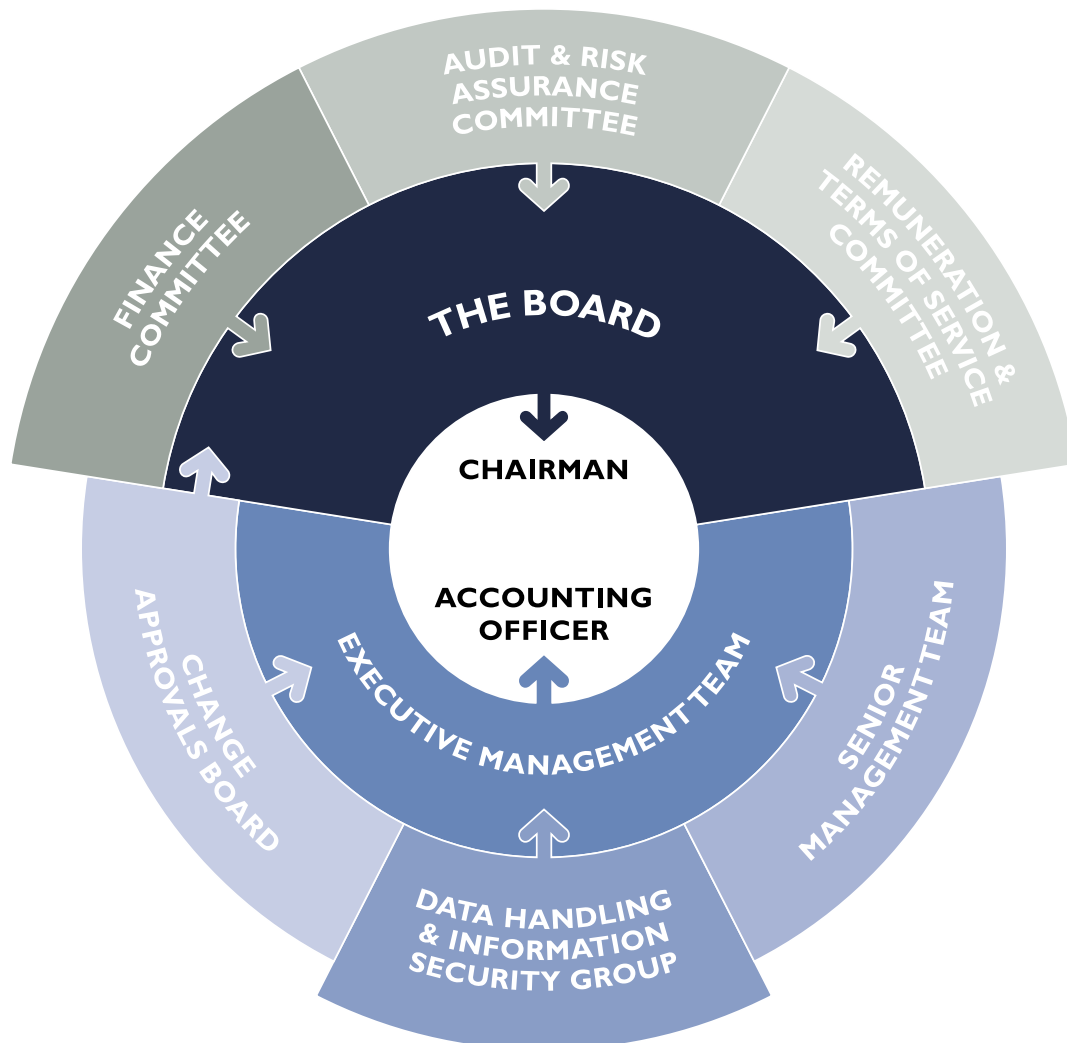 AUDIT & RISK
ASSURANCE
COMMITTEE
FINANCE
COMMITTEE
REMUNERATION &
TERMS OF SERVICE
COMMITTEE
THE BOARD
CHAIRMAN
ACCOUNTING
OFFICER
EXECUTIVE MANAGEMENT TEAM
CHANGE
APPROVALS BOARD
SENIOR
MANAGEMENT TEAM
DATA HANDLING
& INFORMATION
SECURITY GROUP